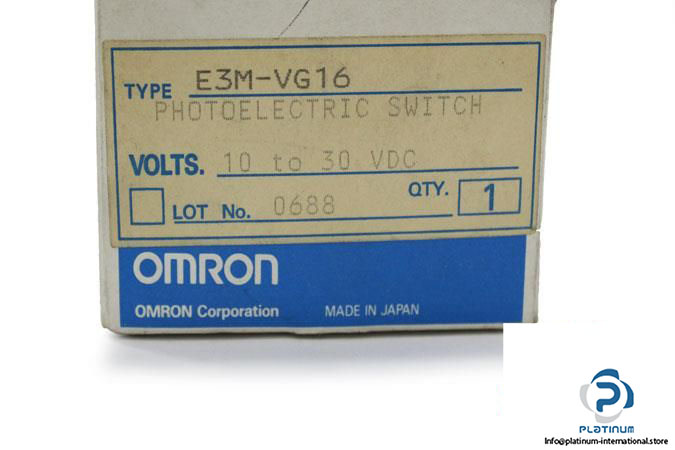 TYPE E3M-VG16
PHOTOELECTRIC SWITCH
VOLTS. 10 to 30 VDC
LOT No. 0688 QTY. 1
OMRON
OMRON Corporation MADE IN JAPAN
PLATINUM
Info@platinum-international.store